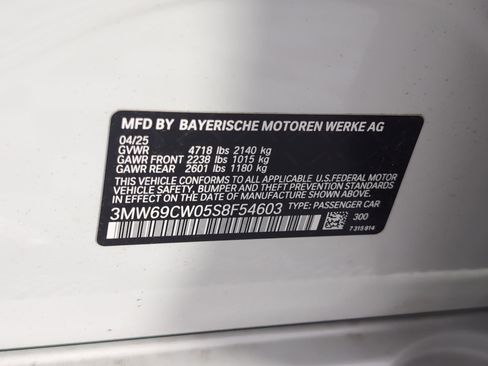 MFD BY BAYERISCHE MOTOREN WERKE AG
04/25
GVWR 4718 lbs 2140 kg
GAWR FRONT 2238 lbs 1015 kg
GAWR REAR 2601 lbs 1180 kg
THIS VEHICLE CONFORMS TO ALL APPLICABLE U.S.FEDERAL MOTOR
VEHICLE SAFETY, BUMPER, AND THEFT PREVENTION STANDARDS
IN EFFECT ON THE DATE OF MANUFACTURE SHOWN ABOVE.
3MW69CW05S8F54603 TYPE: PASSENGER CAR
300
7 315 814